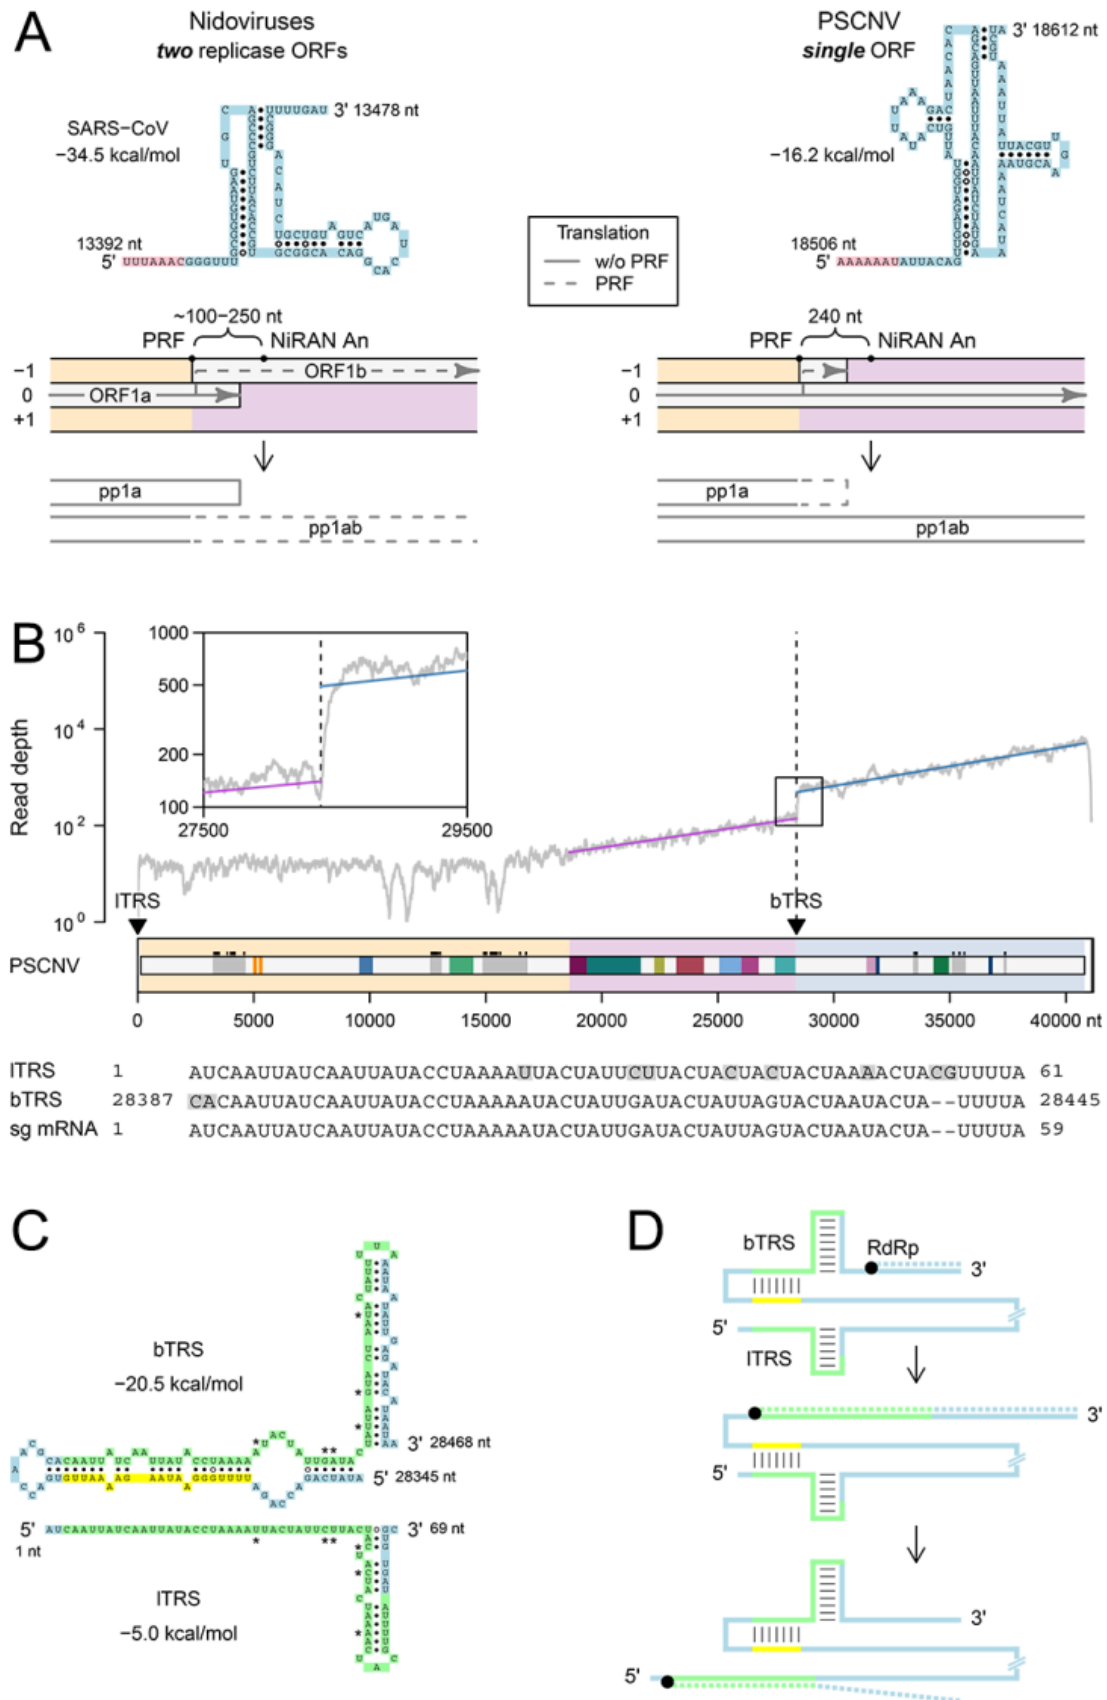 A
Nidoviruses
two replicase ORFs
PSCNV
single ORF
SARS−CoV
−34.5 kcal/mol
3' 13478 nt
13392 nt
5' UUUAAACGGGUUU
3' 18612 nt
−16.2 kcal/mol
18506 nt
5' AAAAAAUAUUACAG
Translation
w/o PRF
PRF
~100−250 nt
PRF
NiRAN An
−1
0
+1
ORF1b
ORF1a
pp1a
pp1ab
240 nt
PRF
NiRAN An
−1
0
+1
pp1a
pp1ab
B
Read depth
10^6
10^4
10^2
10^0
1000
500
200
100
27500
29500
lTRS
bTRS
PSCNV
0 5000 10000 15000 20000 25000 30000 35000 40000 nt
lTRS 1 AUCAAUUAUCAAUUAUACCUAAAAUUACUAUUCUUACUACUACUACUAAAACUACGUUUUA 61
bTRS 28387 CACAAUUAUCAAUUAUACCUAAAAAUACUAUUGAUACUAUUAGUACUAAUACUA--UUUUA 28445
sg mRNA 1 AUCAAUUAUCAAUUAUACCUAAAAAUACUAUUGAUACUAUUAGUACUAAUACUA--UUUUA 59
C
bTRS
−20.5 kcal/mol
3' 28468 nt
5' 28345 nt
5'
1 nt
3' 69 nt
lTRS
−5.0 kcal/mol
D
bTRS
RdRp
3'
5'
lTRS
3'
5'
3'
5'